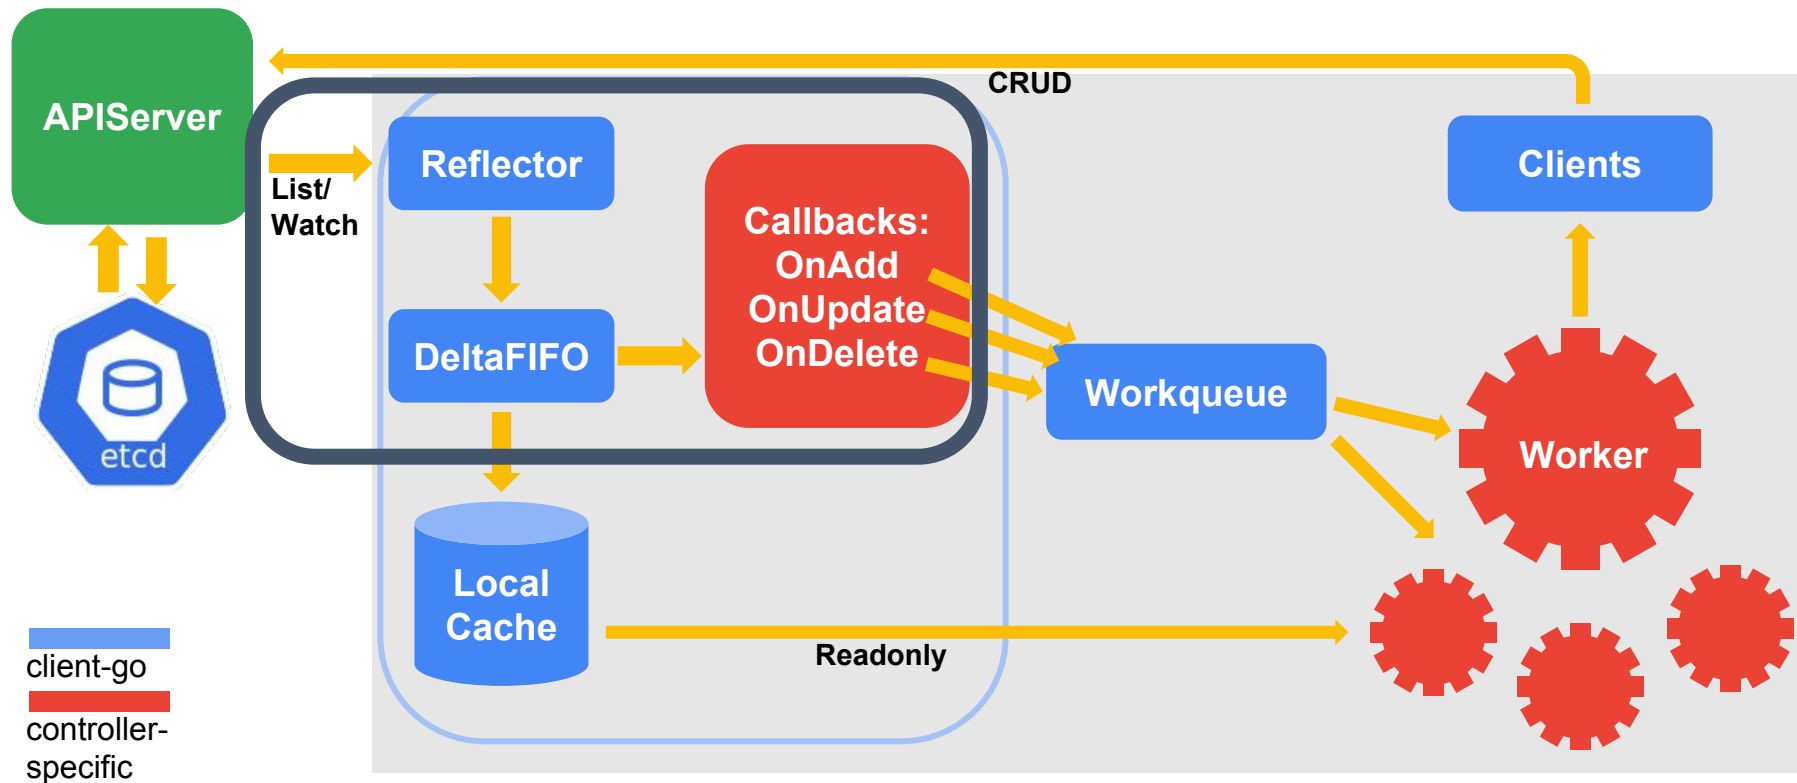 APIServer
CRUD
Reflector
List/
Watch
Clients
Callbacks:
OnAdd
OnUpdate
OnDelete
DeltaFIFO
Workqueue
etcd
Worker
Local
Cache
Readonly
client-go
controller-
specific